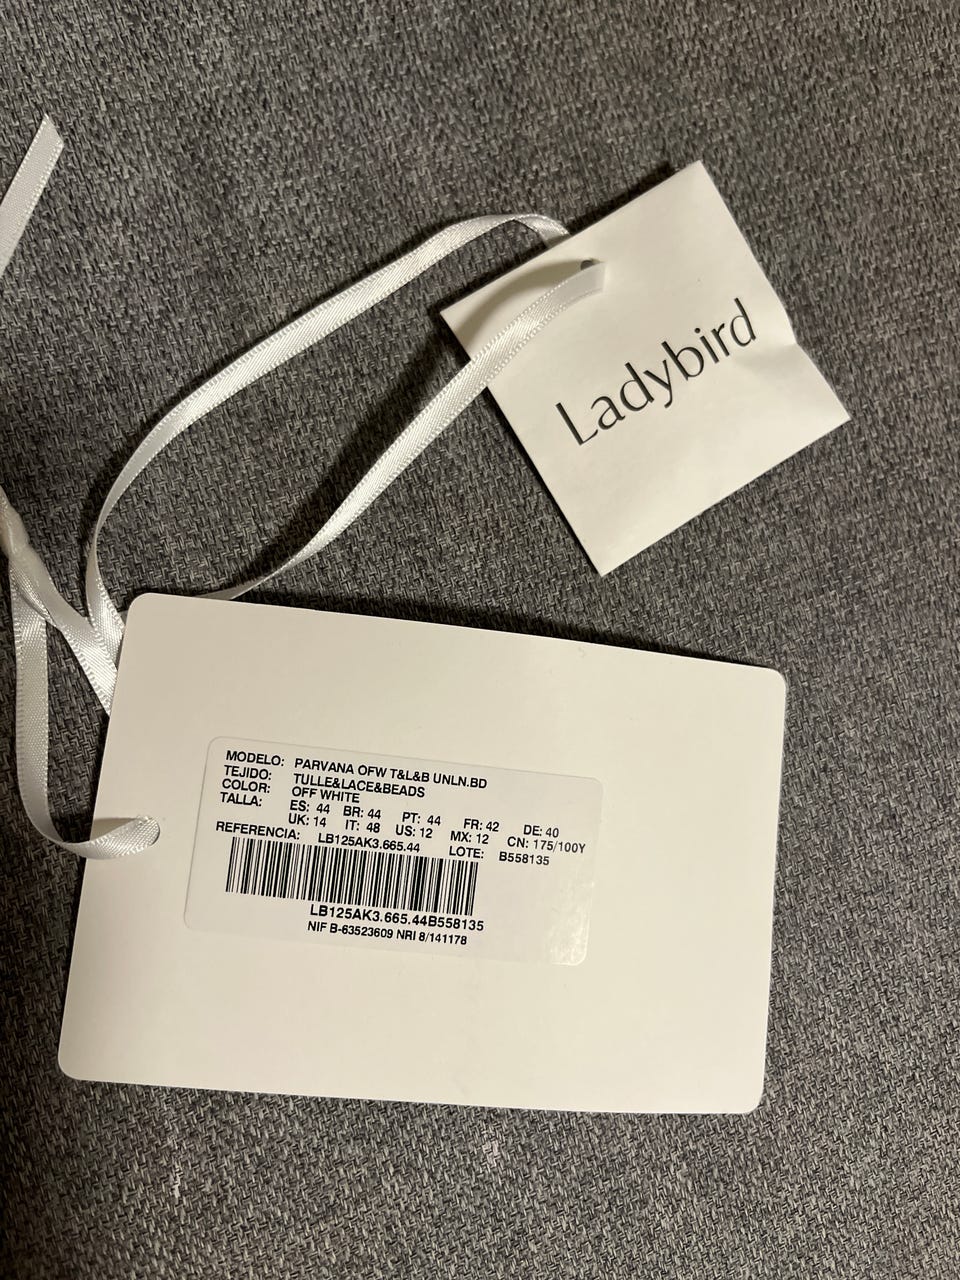 Ladybird
MODELO: PARVANA OFW T&L&B UNLN.BD
TEJIDO: TULLE&LACE&BEADS
COLOR: OFF WHITE
TALLA: ES: 44 BR: 44 PT: 44 FR: 42 DE: 40
UK: 14 IT: 48 US: 12 MX: 12 CN: 175/100Y
REFERENCIA: LB125AK3.665.44 LOTE: B558135
LB125AK3.665.44B558135
NIF B-63523609 NRI 8/141178